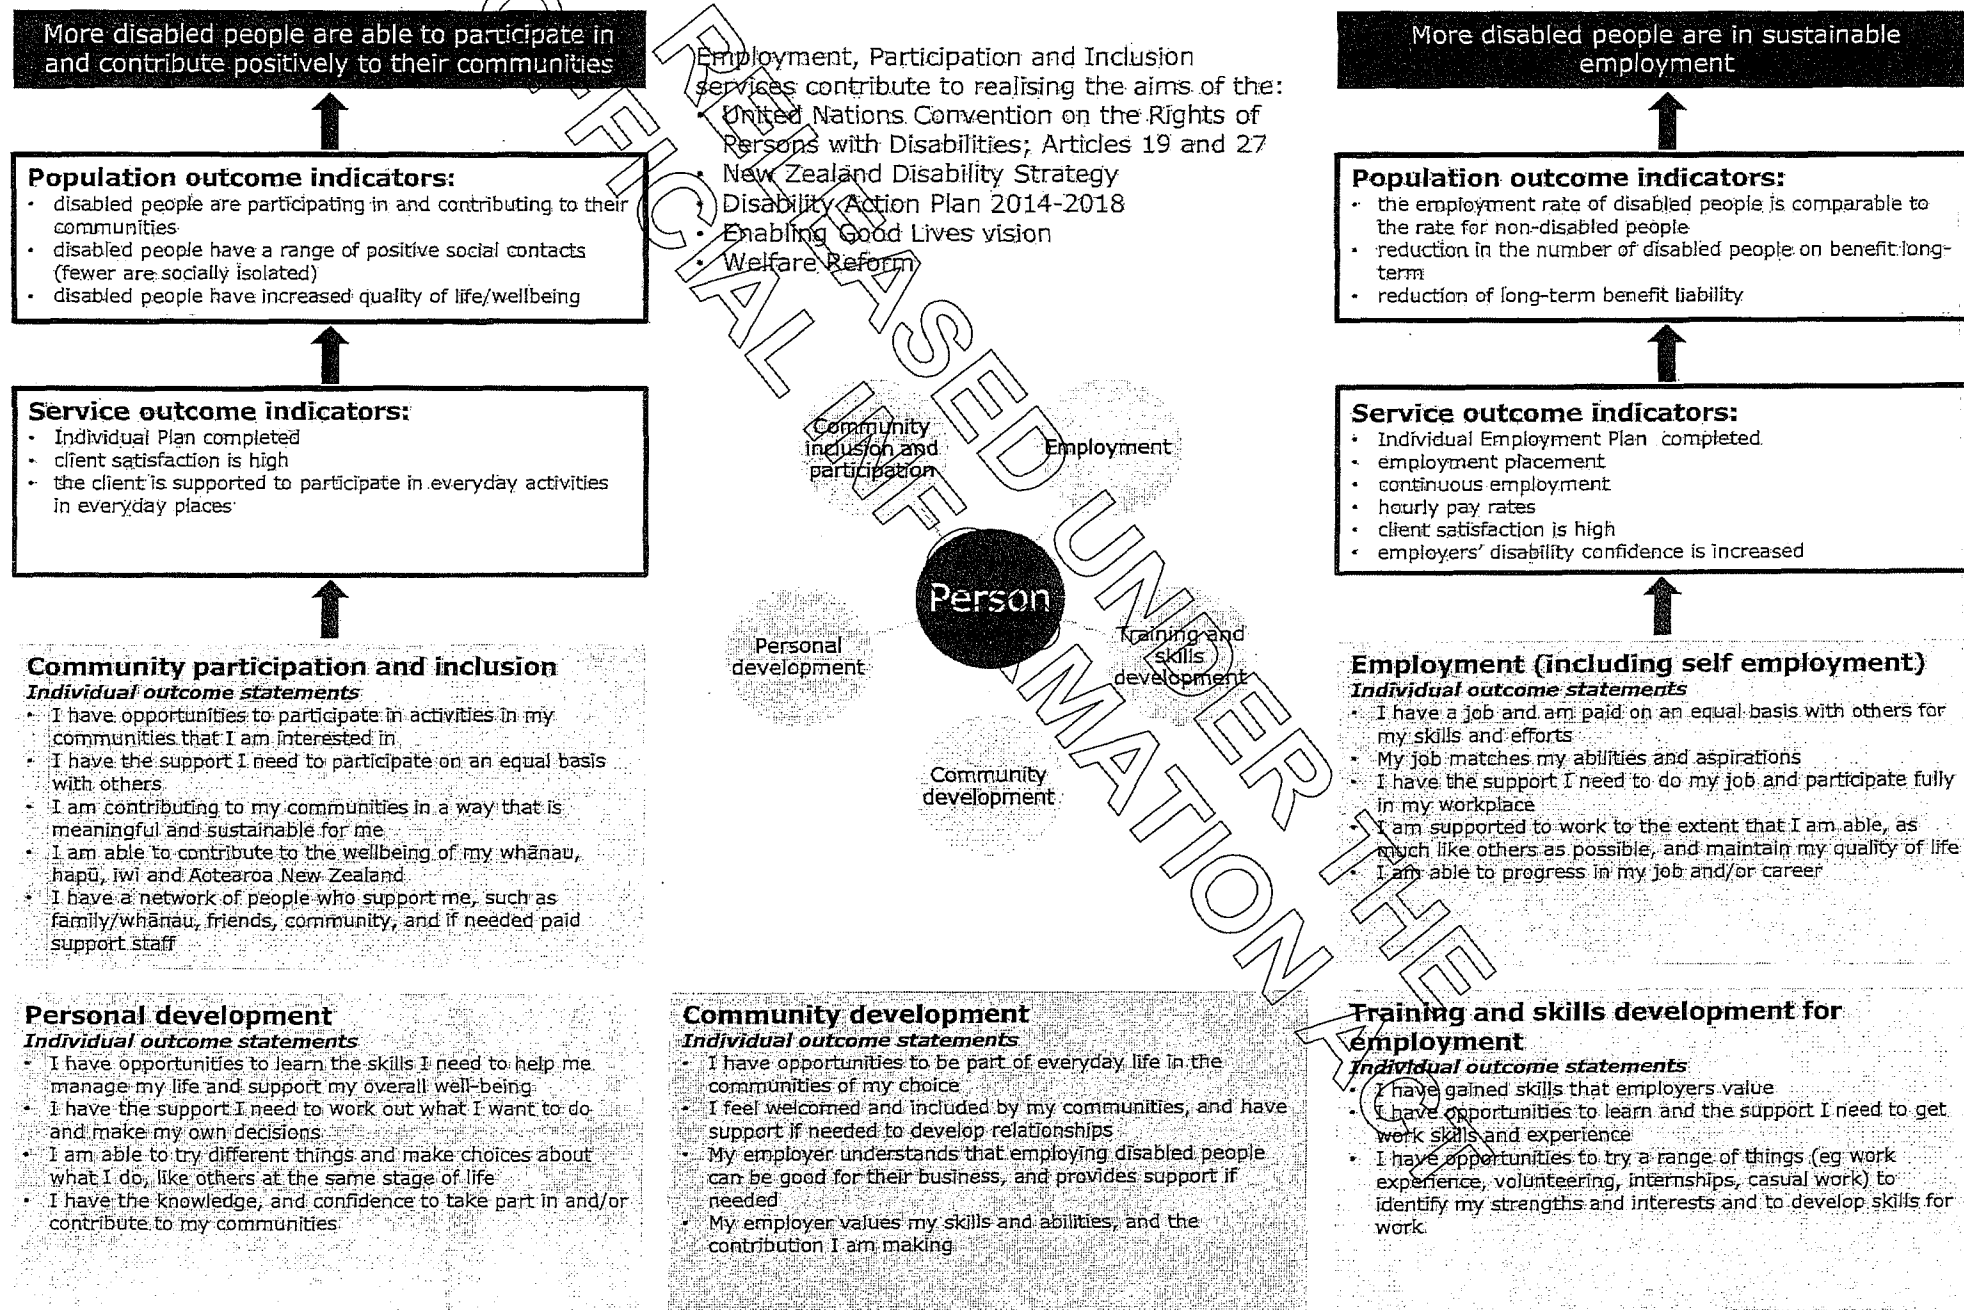 More disabled people are able to participate in
and contribute positively to their communities
Population outcome indicators:
• disabled people are participating in and contributing to their
communities
• disabled people have a range of positive social contacts
(fewer are socially isolated)
• disabled people have increased quality of life/wellbeing
Service outcome indicators:
• Individual Plan completed
• client satisfaction is high
• the client is supported to participate in everyday activities
in everyday places
Community participation and inclusion
Individual outcome statements
• I have opportunities to participate in activities in my
communities that I am interested in
• I have the support I need to participate on an equal basis
with others
• I am contributing to my communities in a way that is
meaningful and sustainable for me
• I am able to contribute to the wellbeing of my whānau,
hapū, iwi and Aotearoa New Zealand
• I have a network of people who support me, such as
family/whānau, friends, community, and if needed paid
support staff
Personal development
Individual outcome statements
• I have opportunities to learn the skills I need to help me
manage my life and support my overall well-being
• I have the support I need to work out what I want to do
and make my own decisions
• I am able to try different things and make choices about
what I do, like others at the same stage of life
• I have the knowledge, and confidence to take part in and/or
contribute to my communities
Employment, Participation and Inclusion
services contribute to realising the aims of the:
• United Nations Convention on the Rights of
Persons with Disabilities; Articles 19 and 27
• New Zealand Disability Strategy
• Disability Action Plan 2014-2018
• Enabling Good Lives vision
• Welfare Reform
Community
inclusion and
participation
Employment
Person
Personal
development
Training and
skills
development
Community
development
Community development
Individual outcome statements
• I have opportunities to be part of everyday life in the
communities of my choice
• I feel welcomed and included by my communities, and have
support if needed to develop relationships
• My employer understands that employing disabled people
can be good for their business, and provides support if
needed
• My employer values my skills and abilities, and the
contribution I am making
More disabled people are in sustainable
employment
Population outcome indicators:
• the employment rate of disabled people is comparable to
the rate for non-disabled people
• reduction in the number of disabled people on benefit long-
term
• reduction of long-term benefit liability
Service outcome indicators:
• Individual Employment Plan completed
• employment placement
• continuous employment
• hourly pay rates
• client satisfaction is high
• employers' disability confidence is increased
Employment (including self employment)
Individual outcome statements
• I have a job and am paid on an equal basis with others for
my skills and efforts
• My job matches my abilities and aspirations
• I have the support I need to do my job and participate fully
in my workplace
• I am supported to work to the extent that I am able, as
much like others as possible, and maintain my quality of life
• I am able to progress in my job and/or career
Training and skills development for
employment
Individual outcome statements
• I have gained skills that employers value
• I have opportunities to learn and the support I need to get
work skills and experience
• I have opportunities to try a range of things (eg work
experience, volunteering, internships, casual work) to
identify my strengths and interests and to develop skills for
work.
RELEASED UNDER THE
INFORMATION ACT